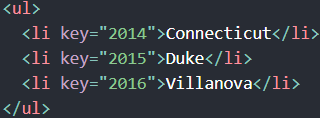 <ul>
  <li key="2014">Connecticut</li>
  <li key="2015">Duke</li>
  <li key="2016">Villanova</li>
</ul>